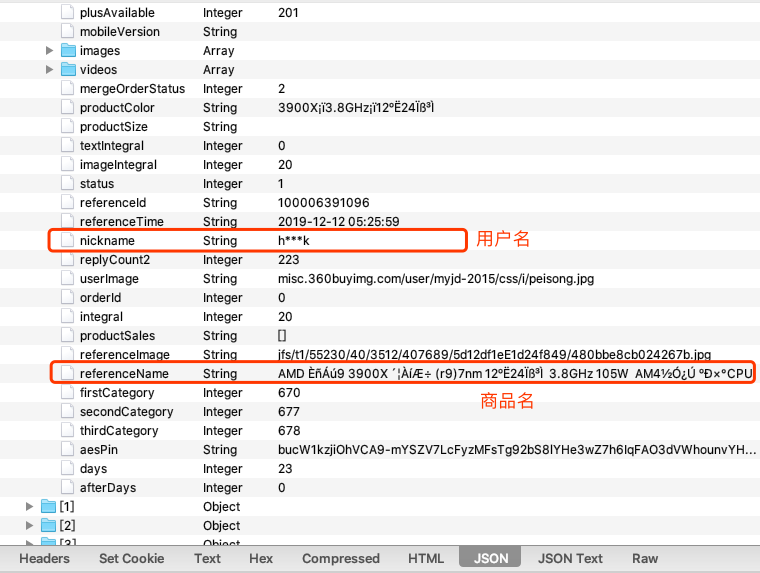 plusAvailable Integer 201
mobileVersion String
images Array
videos Array
mergeOrderStatus Integer 2
productColor String 3900X¡ï3.8GHz¡ï12ºË24Ïß³Ì
productSize String
textIntegral Integer 0
imageIntegral Integer 20
status Integer 1
referenceId String 100006391096
referenceTime String 2019-12-12 05:25:59
nickname String h***k 用户名
replyCount2 Integer 223
userImage String misc.360buyimg.com/user/myjd-2015/css/i/peisong.jpg
orderId Integer 0
integral Integer 20
productSales String []
referenceImage String jfs/t1/55230/40/3512/407689/5d12df1eE1d24f849/480bbe8cb024267b.jpg
referenceName String AMD ÈñÁú9 3900X ´¦ÀíÆ÷ (r9)7nm 12ºË24Ïß³Ì 3.8GHz 105W AM4½Ó¿Ú ºÐ×°CPU
firstCategory Integer 670
商品名
secondCategory Integer 677
thirdCategory Integer 678
aesPin String bucW1kzjiOhVCA9-mYSZV7LcFyzMFsTg92bS8lYHe3wZ7h6IqFAO3dVWhounvYH...
days Integer 23
afterDays Integer 0
[1] Object
[2] Object
[3] Object
Headers Set Cookie Text Hex Compressed HTML JSON JSON Text Raw